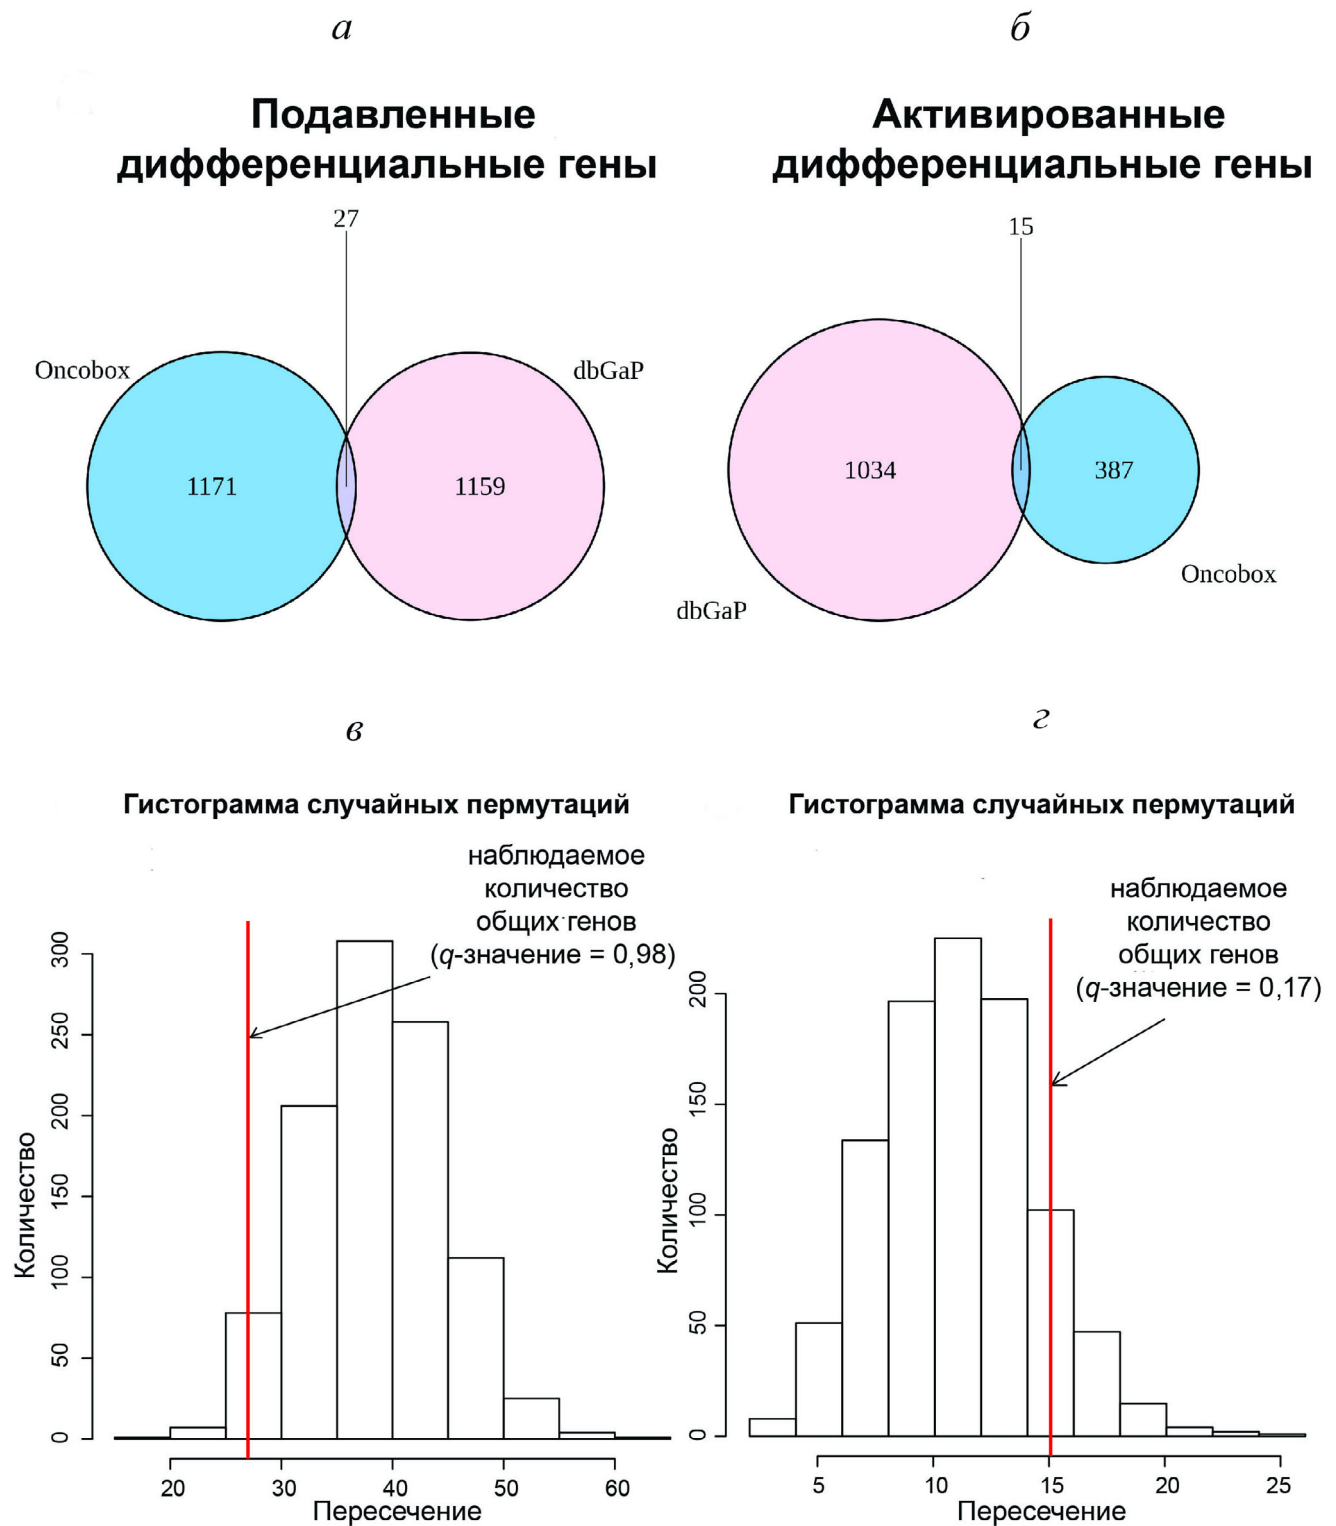 а
Подавленные
дифференциальные гены
27
Oncobox
dbGaP
1171
1159
б
Активированные
дифференциальные гены
15
1034
387
Oncobox
dbGaP
в
Гистограмма случайных пермутаций
наблюдаемое
количество
общих генов
(q-значение = 0,98)
Количество
300
250
200
150
100
50
0
20 30 40 50 60
Пересечение
г
Гистограмма случайных пермутаций
наблюдаемое
количество
общих генов
(q-значение = 0,17)
Количество
200
150
100
50
0
5 10 15 20 25
Пересечение